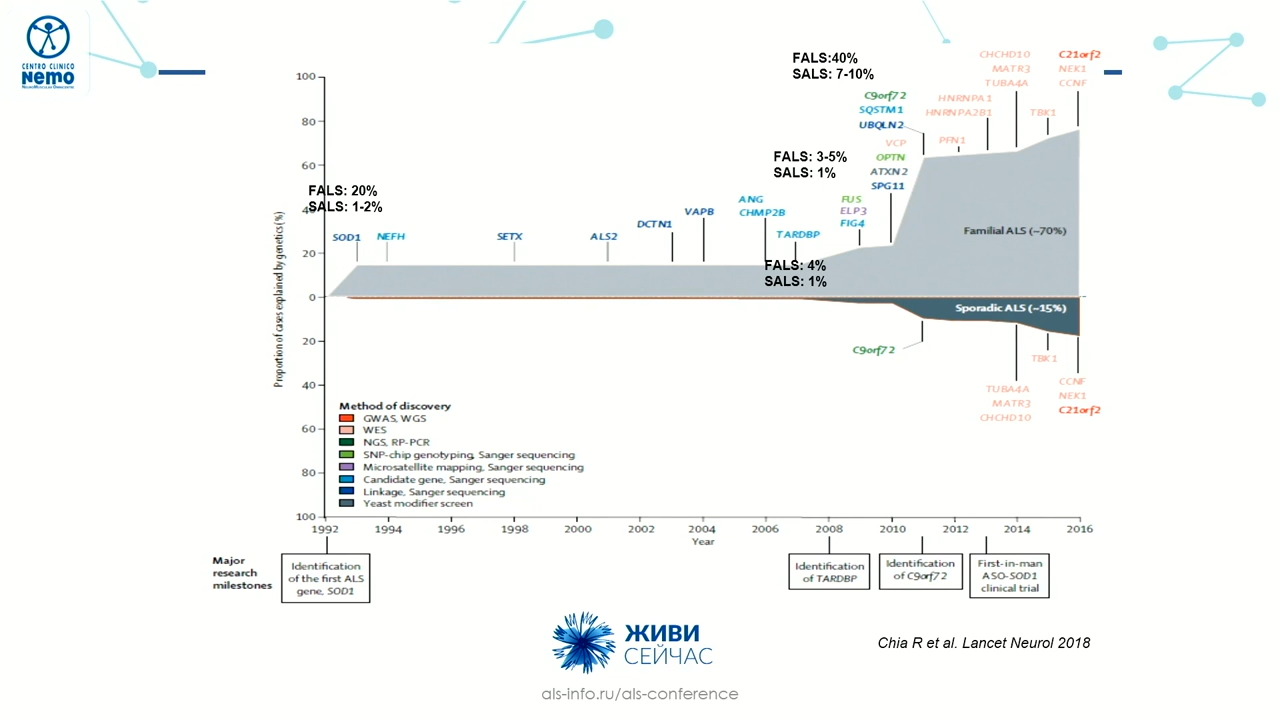 CENTRO CLINICO
Nemo
NEUROMUSCULAR OMNICENTRE
FALS:40%
SALS: 7-10%
CHCHD10
MATR3
TUBA4A
C21orf2
NEK1
CCNF
C9orf72
SQSTM1
UBQLN2
HNRNPA1
HNRNPA2B1
TBK1
PFN1
VCP
OPTN
ATXN2
SPG11
FALS: 3-5%
SALS: 1%
FALS: 20%
SALS: 1-2%
SOD1
NEFH
SETX
ALS2
DCTN1
VAPB
ANG
CHMP2B
TARDBP
FUS
ELP3
FIG4
FALS: 4%
SALS: 1%
Familial ALS (~70%)
Sporadic ALS (~15%)
C9orf72
TBK1
TUBA4A
MATR3
CHCHD10
CCNF
NEK1
C21orf2
Proportion of cases explained by genetics (%)
100
80
60
40
20
0
20
40
60
80
100
Method of discovery
GWAS, WGS
WES
NGS, RP-PCR
SNP-chip genotyping, Sanger sequencing
Microsatellite mapping, Sanger sequencing
Candidate gene, Sanger sequencing
Linkage, Sanger sequencing
Yeast modifier screen
1992 1994 1996 1998 2000 2002 2004 2006 2008 2010 2012 2014 2016
Year
Major
research
milestones
Identification
of the first ALS
gene, SOD1
Identification
of TARDBP
Identification
of C9orf72
First-in-man
ASO-SOD1
clinical trial
ЖИВИ
СЕЙЧАС
Chia R et al. Lancet Neurol 2018
als-info.ru/als-conference